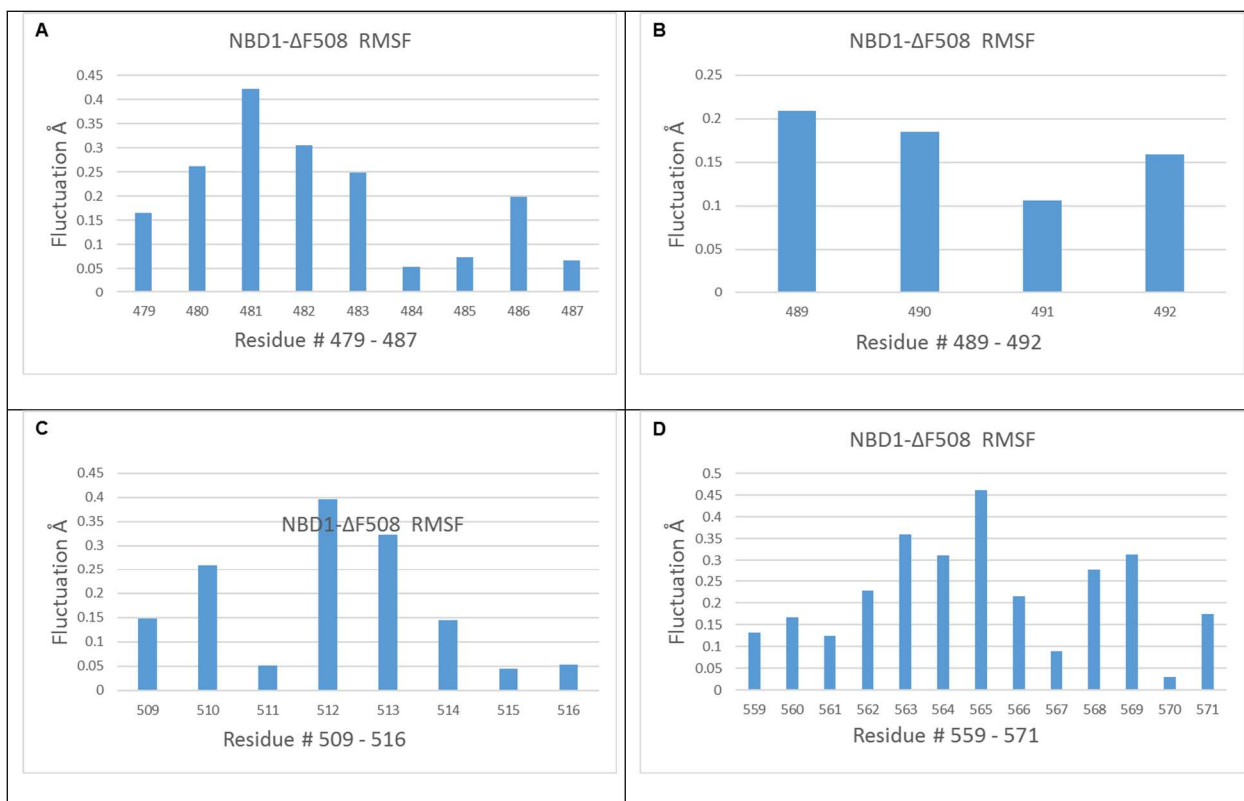 A
NBD1-ΔF508 RMSF
Fluctuation Å
0.45
0.4
0.35
0.3
0.25
0.2
0.15
0.1
0.05
0
479 480 481 482 483 484 485 486 487
Residue # 479 - 487
B
NBD1-ΔF508 RMSF
Fluctuation Å
0.25
0.2
0.15
0.1
0.05
0
489 490 491 492
Residue # 489 - 492
C
NBD1-ΔF508 RMSF
Fluctuation Å
0.45
0.4
0.35
0.3
0.25
0.2
0.15
0.1
0.05
0
509 510 511 512 513 514 515 516
Residue # 509 - 516
D
NBD1-ΔF508 RMSF
Fluctuation Å
0.5
0.45
0.4
0.35
0.3
0.25
0.2
0.15
0.1
0.05
0
559 560 561 562 563 564 565 566 567 568 569 570 571
Residue # 559 - 571